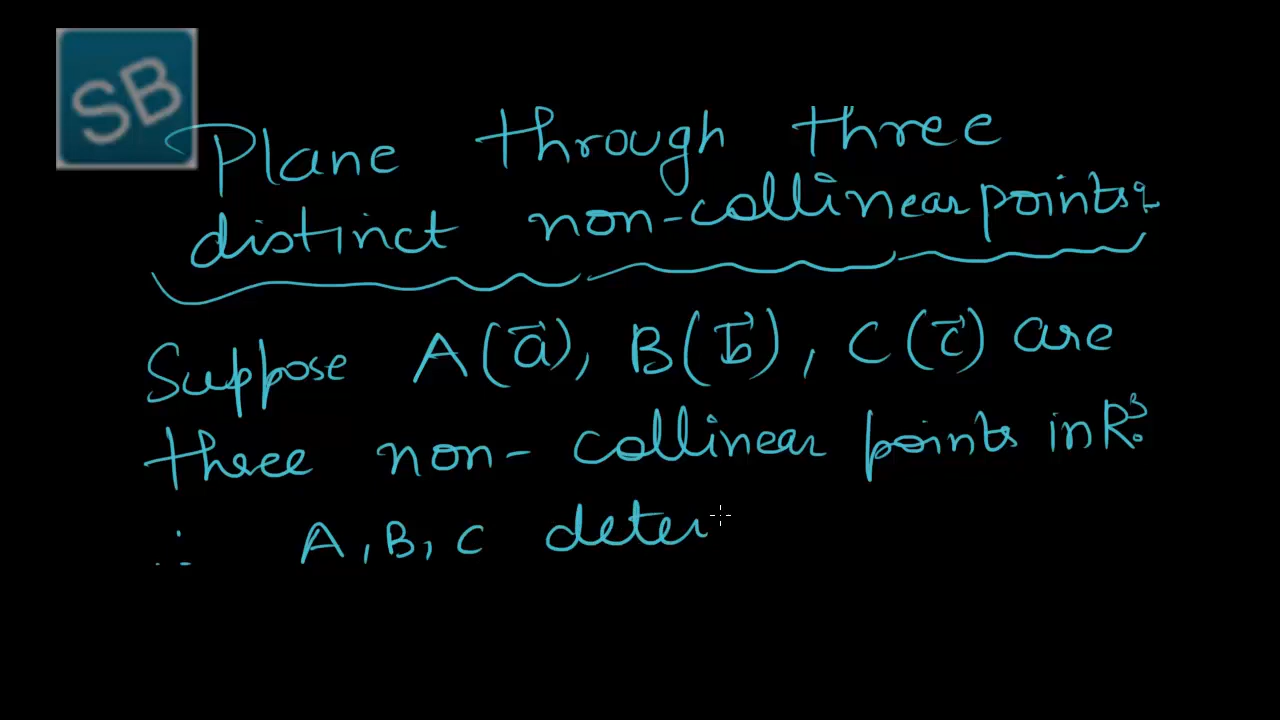 SB
Plane through three
distinct non-collinear points :-
Suppose A(a⃗), B(b⃗), C(c⃗) are
three non-collinear points in R³.
∴ A, B, C deter